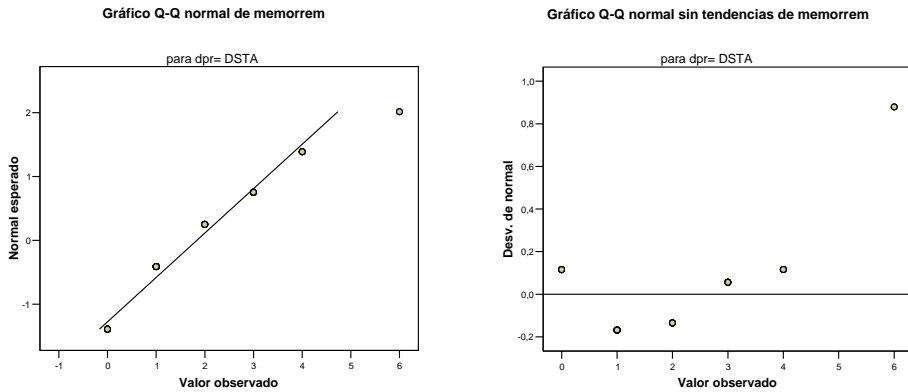 Gráfico Q-Q normal de memorrem
para dpr= DSTA
Normal esperado
2
1
0
-1
-1 0 1 2 3 4 5 6
Valor observado
Gráfico Q-Q normal sin tendencias de memorrem
para dpr= DSTA
Desv. de normal
1,0
0,8
0,6
0,4
0,2
0,0
-0,2
0 1 2 3 4 5 6
Valor observado